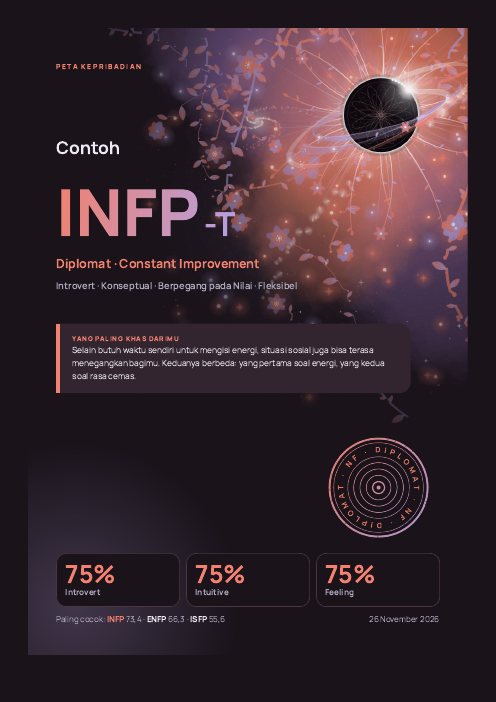 PETA KEPRIBADIAN
Contoh
INFP -T
Diplomat · Constant Improvement
Introvert · Konseptual · Berpegang pada Nilai · Fleksibel
YANG PALING KHAS DARIMU
Selain butuh waktu sendiri untuk mengisi energi, situasi sosial juga bisa terasa
menegangkan bagimu. Keduanya berbeda: yang pertama soal energi, yang kedua
soal rasa cemas.
NF · DIPLOMAT · NF · DIPLOMAT ·
75% 75% 75%
Introvert Intuitive Feeling
Paling cocok: INFP 73,4 · ENFP 66,3 · ISFP 55,6 26 November 2026